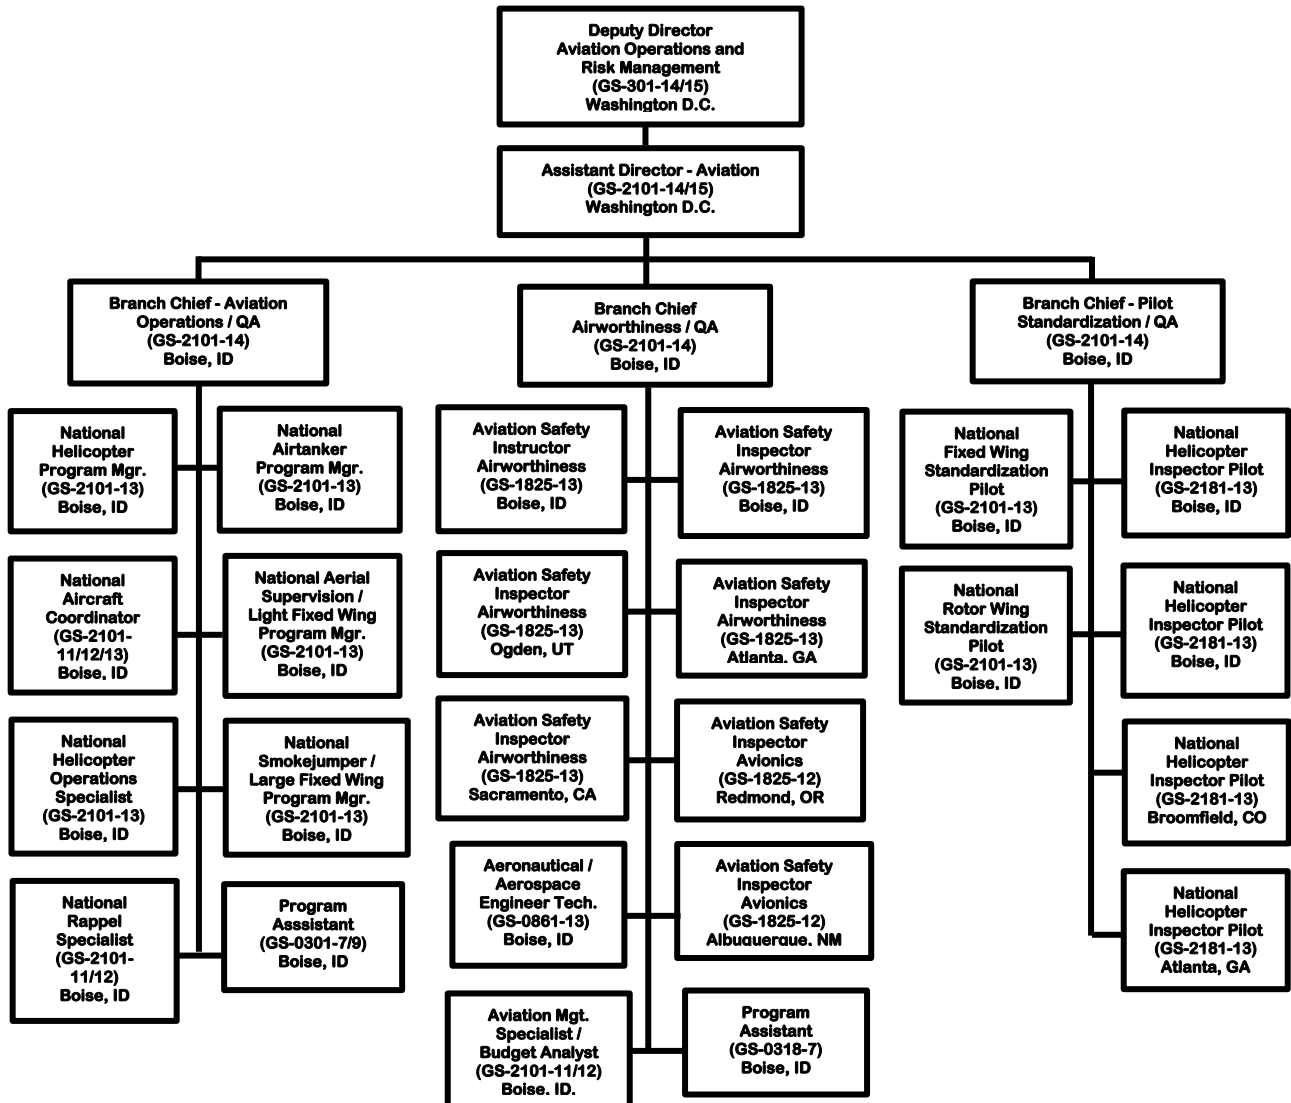 Deputy Director
Aviation Operations and
Risk Management
(GS-301-14/15)
Washington D.C.
Assistant Director - Aviation
(GS-2101-14/15)
Washington D.C.
Branch Chief - Aviation
Operations / QA
(GS-2101-14)
Boise, ID
Branch Chief
Airworthiness / QA
(GS-2101-14)
Boise, ID
Branch Chief - Pilot
Standardization / QA
(GS-2101-14)
Boise, ID
National
Helicopter
Program Mgr.
(GS-2101-13)
Boise, ID
National
Airtanker
Program Mgr.
(GS-2101-13)
Boise, ID
National
Aircraft
Coordinator
(GS-2101-
11/12/13)
Boise, ID
National Aerial
Supervision /
Light Fixed Wing
Program Mgr.
(GS-2101-13)
Boise, ID
National
Helicopter
Operations
Specialist
(GS-2101-13)
Boise, ID
National
Smokejumper /
Large Fixed Wing
Program Mgr.
(GS-2101-13)
Boise, ID
National
Rappel
Specialist
(GS-2101-
11/12)
Boise, ID
Program
Asssistant
(GS-0301-7/9)
Boise, ID
Aviation Safety
Instructor
Airworthiness
(GS-1825-13)
Boise, ID
Aviation Safety
Inspector
Airworthiness
(GS-1825-13)
Boise, ID
Aviation Safety
Inspector
Airworthiness
(GS-1825-13)
Ogden, UT
Aviation Safety
Inspector
Airworthiness
(GS-1825-13)
Atlanta. GA
Aviation Safety
Inspector
Airworthiness
(GS-1825-13)
Sacramento, CA
Aviation Safety
Inspector
Avionics
(GS-1825-12)
Redmond, OR
Aeronautical /
Aerospace
Engineer Tech.
(GS-0861-13)
Boise, ID
Aviation Safety
Inspector
Avionics
(GS-1825-12)
Albuquerque, NM
Aviation Mgt.
Specialist /
Budget Analyst
(GS-2101-11/12)
Boise, ID.
Program
Assistant
(GS-0318-7)
Boise, ID
National
Fixed Wing
Standardization
Pilot
(GS-2101-13)
Boise, ID
National
Helicopter
Inspector Pilot
(GS-2181-13)
Boise, ID
National
Rotor Wing
Standardization
Pilot
(GS-2101-13)
Boise, ID
National
Helicopter
Inspector Pilot
(GS-2181-13)
Boise, ID
National
Helicopter
Inspector Pilot
(GS-2181-13)
Broomfield, CO
National
Helicopter
Inspector Pilot
(GS-2181-13)
Atlanta, GA